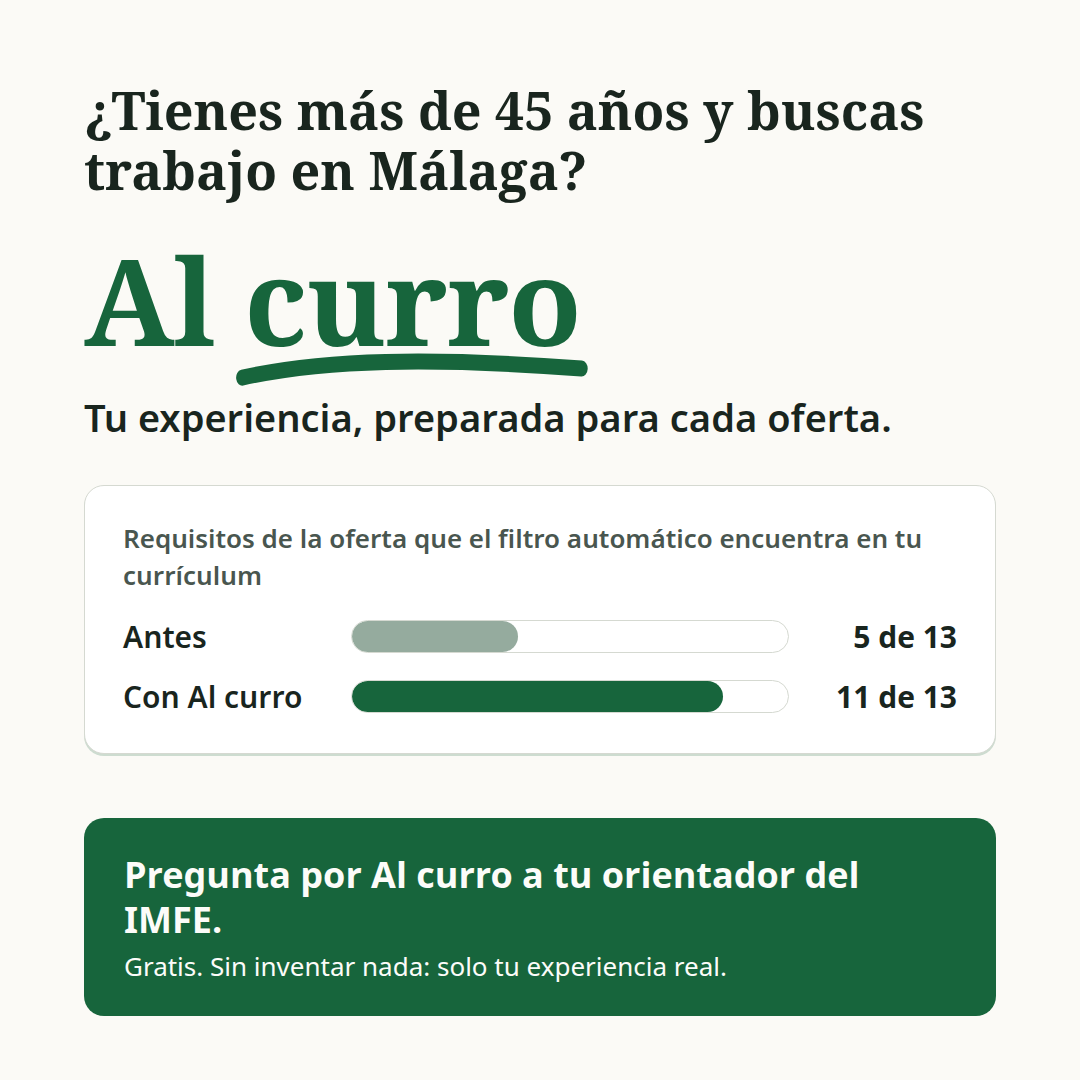 ¿Tienes más de 45 años y buscas
trabajo en Málaga?
Al curro
Tu experiencia, preparada para cada oferta.
Requisitos de la oferta que el filtro automático encuentra en tu
currículum
Antes 5 de 13
Con Al curro 11 de 13
Pregunta por Al curro a tu orientador del
IMFE.
Gratis. Sin inventar nada: solo tu experiencia real.